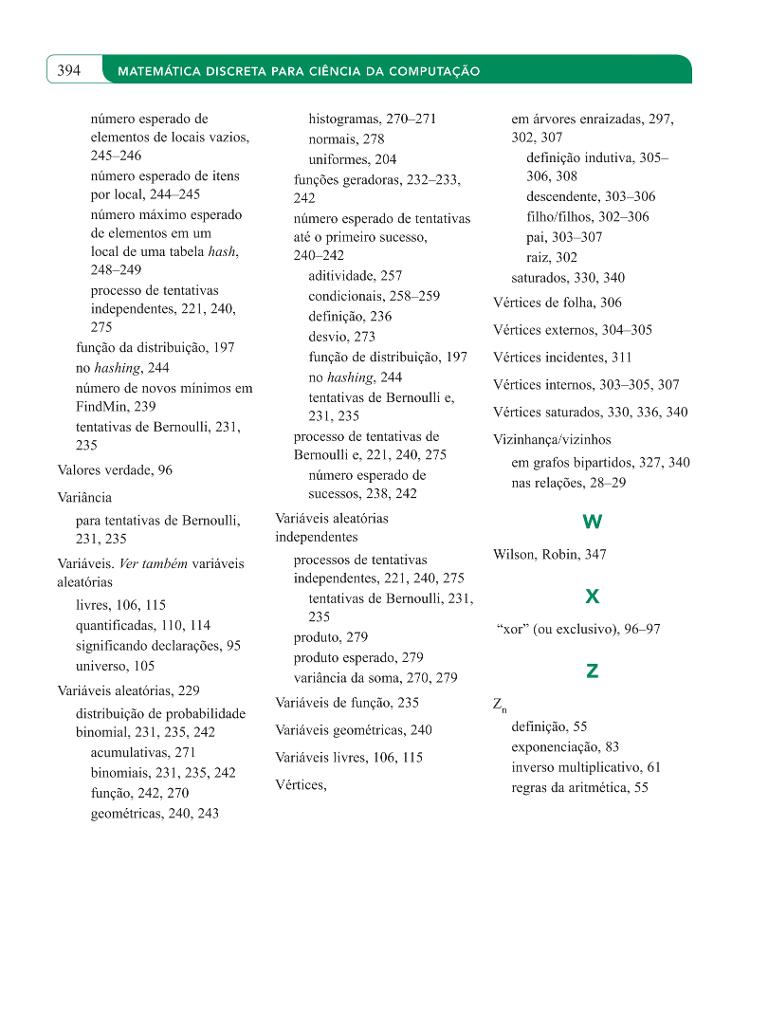 394
MATEMÁTICA DISCRETA PARA CIÊNCIA DA COMPUTAÇÃO
número esperado de
elementos de locais vazios,
245–246
número esperado de itens
por local, 244–245
número máximo esperado
de elementos em um
local de uma tabela hash,
248–249
processo de tentativas
independentes, 221, 240,
275
função da distribuição, 197
no hashing, 244
número de novos mínimos em
FindMin, 239
tentativas de Bernoulli, 231,
235
Valores verdade, 96
Variância
para tentativas de Bernoulli,
231, 235
Variáveis. Ver também variáveis
aleatórias
livres, 106, 115
quantificadas, 110, 114
significando declarações, 95
universo, 105
Variáveis aleatórias, 229
distribuição de probabilidade
binomial, 231, 235, 242
acumulativas, 271
binomiais, 231, 235, 242
função, 242, 270
geométricas, 240, 243
histogramas, 270–271
normais, 278
uniformes, 204
funções geradoras, 232–233,
242
número esperado de tentativas
até o primeiro sucesso,
240–242
aditividade, 257
condicionais, 258–259
definição, 236
desvio, 273
função de distribuição, 197
no hashing, 244
tentativas de Bernoulli e,
231, 235
processo de tentativas de
Bernoulli e, 221, 240, 275
número esperado de
sucessos, 238, 242
Variáveis aleatórias
independentes
processos de tentativas
independentes, 221, 240, 275
tentativas de Bernoulli, 231,
235
produto, 279
produto esperado, 279
variância da soma, 270, 279
Variáveis de função, 235
Variáveis geométricas, 240
Variáveis livres, 106, 115
Vértices,
em árvores enraizadas, 297,
302, 307
definição indutiva, 305–
306, 308
descendente, 303–306
filho/filhos, 302–306
pai, 303–307
raiz, 302
saturados, 330, 340
Vértices de folha, 306
Vértices externos, 304–305
Vértices incidentes, 311
Vértices internos, 303–305, 307
Vértices saturados, 330, 336, 340
Vizinhança/vizinhos
em grafos bipartidos, 327, 340
nas relações, 28–29
W
Wilson, Robin, 347
X
“xor” (ou exclusivo), 96–97
Z
Zn
definição, 55
exponenciação, 83
inverso multiplicativo, 61
regras da aritmética, 55